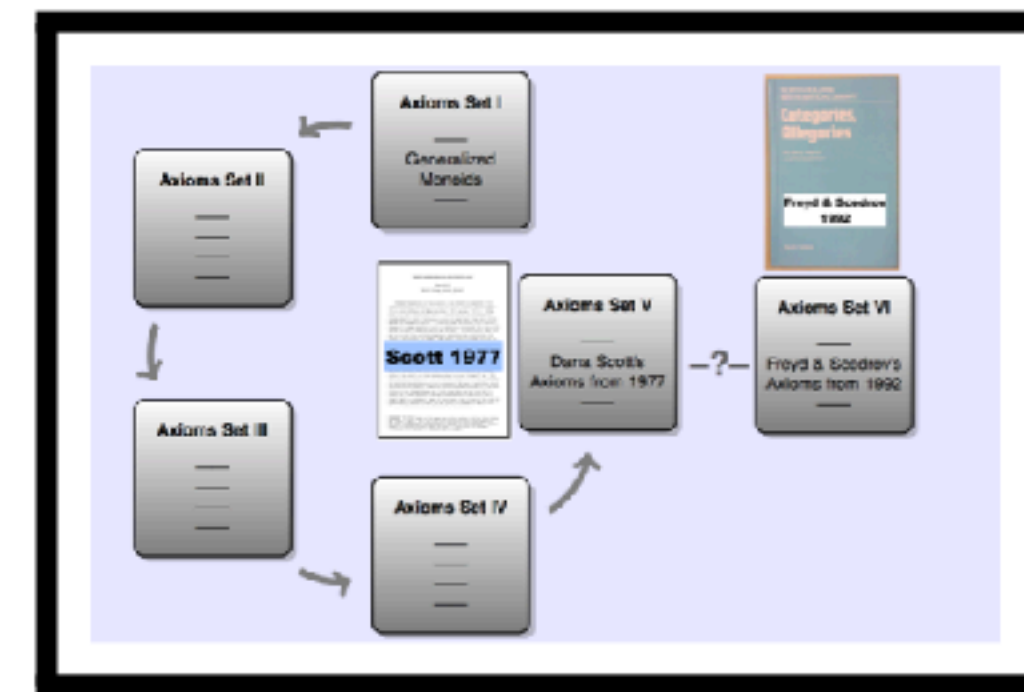 Axioms Set I
Generalized
Monoids
Axioms Set II
Categories,
Allegories
Freyd & Scedrov
1992
Scott 1977
Axioms Set V
Dana Scott's
Axioms from 1977
–?–
Axioms Set VI
Freyd & Scedrov's
Axioms from 1992
Axioms Set III
Axioms Set IV